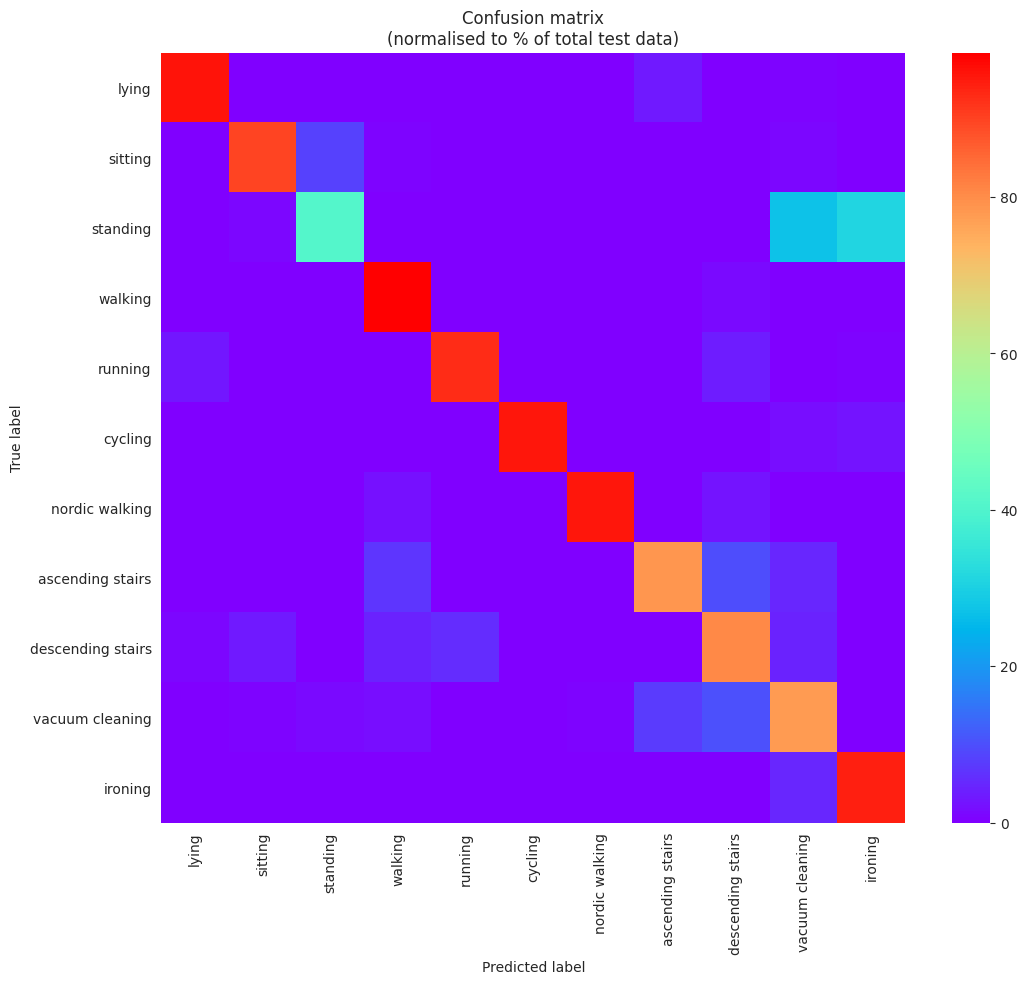 Confusion matrix
(normalised to % of total test data)
True label
lying
sitting
standing
walking
running
cycling
nordic walking
ascending stairs
descending stairs
vacuum cleaning
ironing
lying
sitting
standing
walking
running
cycling
nordic walking
ascending stairs
descending stairs
vacuum cleaning
ironing
Predicted label
80
60
40
20
0